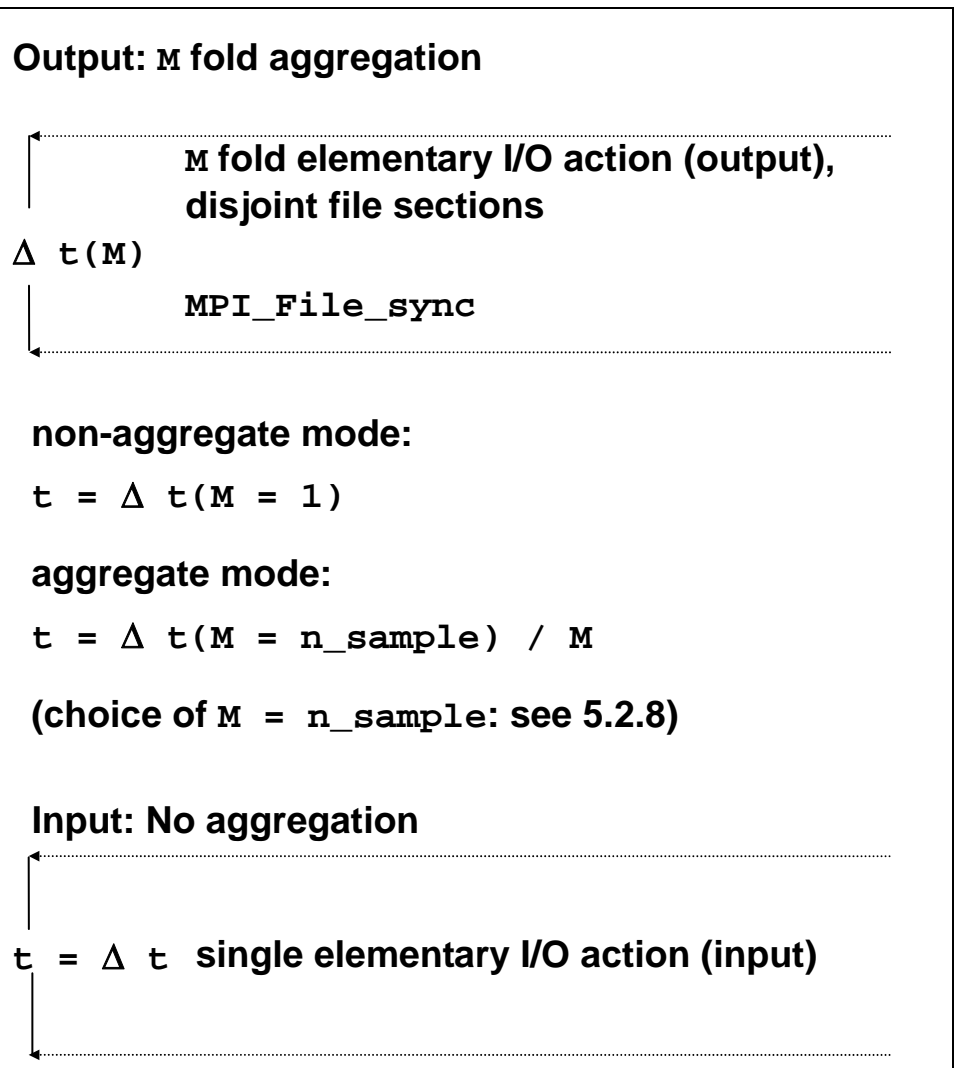 Output: M fold aggregation
M fold elementary I/O action (output),
disjoint file sections
Δ t(M)
MPI_File_sync
non-aggregate mode:
t = Δ t(M = 1)
aggregate mode:
t = Δ t(M = n_sample) / M
(choice of M = n_sample: see 5.2.8)
Input: No aggregation
t = Δ t single elementary I/O action (input)